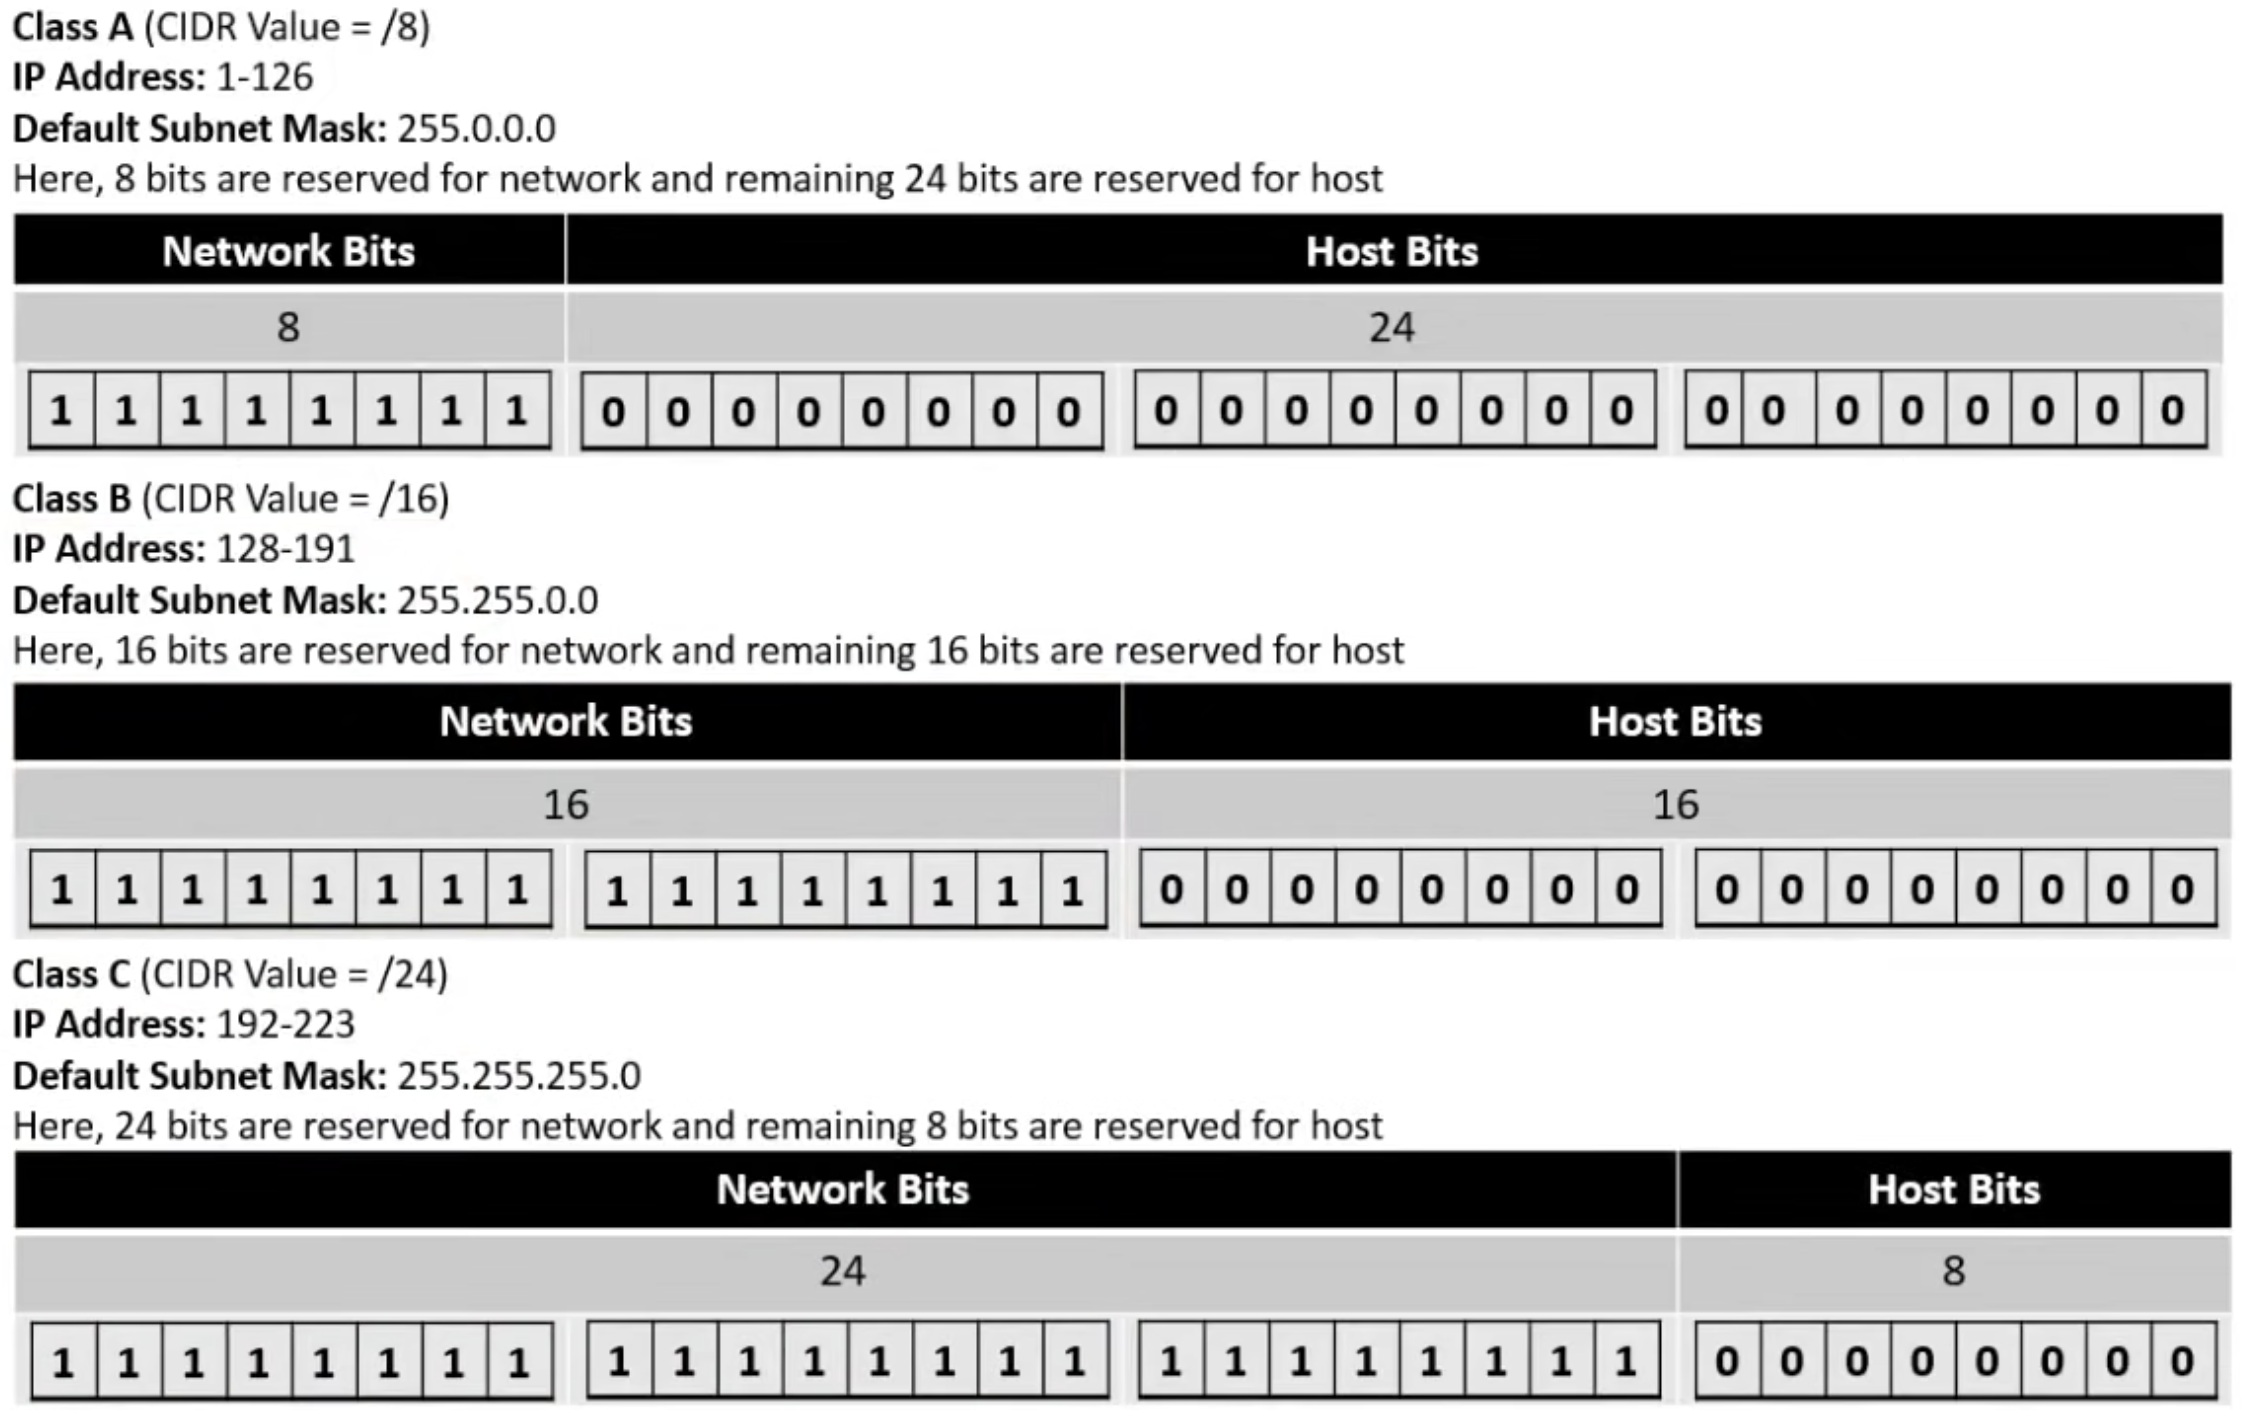 Class A (CIDR Value = /8)
IP Address: 1-126
Default Subnet Mask: 255.0.0.0
Here, 8 bits are reserved for network and remaining 24 bits are reserved for host
Network Bits Host Bits
8 24
1 1 1 1 1 1 1 1 0 0 0 0 0 0 0 0 0 0 0 0 0 0 0 0 0 0 0 0 0 0 0 0
Class B (CIDR Value = /16)
IP Address: 128-191
Default Subnet Mask: 255.255.0.0
Here, 16 bits are reserved for network and remaining 16 bits are reserved for host
Network Bits Host Bits
16 16
1 1 1 1 1 1 1 1 1 1 1 1 1 1 1 1 0 0 0 0 0 0 0 0 0 0 0 0 0 0 0 0
Class C (CIDR Value = /24)
IP Address: 192-223
Default Subnet Mask: 255.255.255.0
Here, 24 bits are reserved for network and remaining 8 bits are reserved for host
Network Bits Host Bits
24 8
1 1 1 1 1 1 1 1 1 1 1 1 1 1 1 1 1 1 1 1 1 1 1 1 0 0 0 0 0 0 0 0